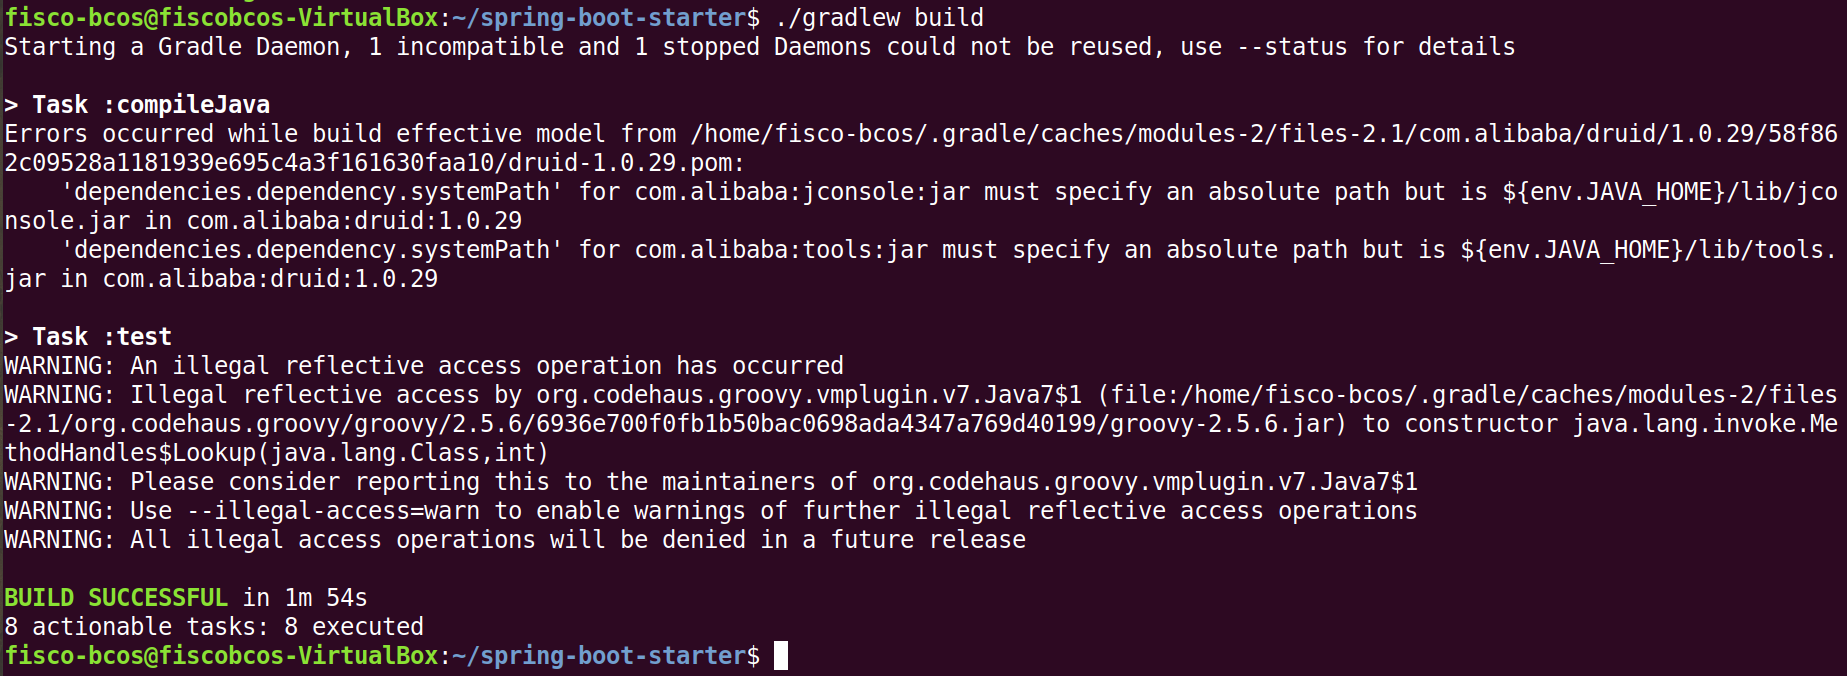 fisco-bcos@fiscobcos-VirtualBox:~/spring-boot-starter$ ./gradlew build
Starting a Gradle Daemon, 1 incompatible and 1 stopped Daemons could not be reused, use --status for details
> Task :compileJava
Errors occurred while build effective model from /home/fisco-bcos/.gradle/caches/modules-2/files-2.1/com.alibaba/druid/1.0.29/58f86
2c09528a1181939e695c4a3f161630faa10/druid-1.0.29.pom:
    'dependencies.dependency.systemPath' for com.alibaba:jconsole:jar must specify an absolute path but is ${env.JAVA_HOME}/lib/jco
nsole.jar in com.alibaba:druid:1.0.29
    'dependencies.dependency.systemPath' for com.alibaba:tools:jar must specify an absolute path but is ${env.JAVA_HOME}/lib/tools.
jar in com.alibaba:druid:1.0.29
> Task :test
WARNING: An illegal reflective access operation has occurred
WARNING: Illegal reflective access by org.codehaus.groovy.vmplugin.v7.Java7$1 (file:/home/fisco-bcos/.gradle/caches/modules-2/files
-2.1/org.codehaus.groovy/groovy/2.5.6/6936e700f0fb1b50bac0698ada4347a769d40199/groovy-2.5.6.jar) to constructor java.lang.invoke.Me
thodHandles$Lookup(java.lang.Class,int)
WARNING: Please consider reporting this to the maintainers of org.codehaus.groovy.vmplugin.v7.Java7$1
WARNING: Use --illegal-access=warn to enable warnings of further illegal reflective access operations
WARNING: All illegal access operations will be denied in a future release
BUILD SUCCESSFUL in 1m 54s
8 actionable tasks: 8 executed
fisco-bcos@fiscobcos-VirtualBox:~/spring-boot-starter$